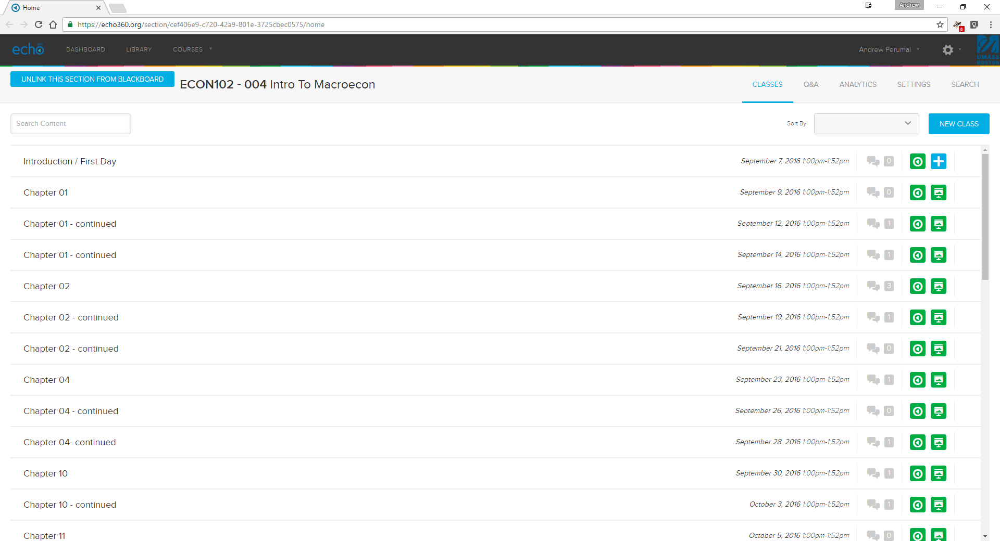 Home
Andrew
https://echo360.org/section/cef406e9-c720-42a9-801e-3725cbec0575/home
8
echo DASHBOARD LIBRARY COURSES Andrew Perumal
UMASS
BOSTON
UNLINK THIS SECTION FROM BLACKBOARD ECON102 - 004 Intro To Macroecon CLASSES Q&A ANALYTICS SETTINGS SEARCH
Search Content Sort By NEW CLASS
Introduction / First Day September 7, 2016 1:00pm-1:52pm 0
Chapter 01 September 9, 2016 1:00pm-1:52pm 0
Chapter 01 - continued September 12, 2016 1:00pm-1:52pm 1
Chapter 01 - continued September 14, 2016 1:00pm-1:52pm 1
Chapter 02 September 16, 2016 1:00pm-1:52pm 3
Chapter 02 - continued September 19, 2016 1:00pm-1:52pm 1
Chapter 02 - continued September 21, 2016 1:00pm-1:52pm 0
Chapter 04 September 23, 2016 1:00pm-1:52pm 1
Chapter 04 - continued September 26, 2016 1:00pm-1:52pm 0
Chapter 04- continued September 28, 2016 1:00pm-1:52pm 1
Chapter 10 September 30, 2016 1:00pm-1:52pm 1
Chapter 10 - continued October 3, 2016 1:00pm-1:52pm 1
Chapter 11 October 5, 2016 1:00pm-1:52pm 0